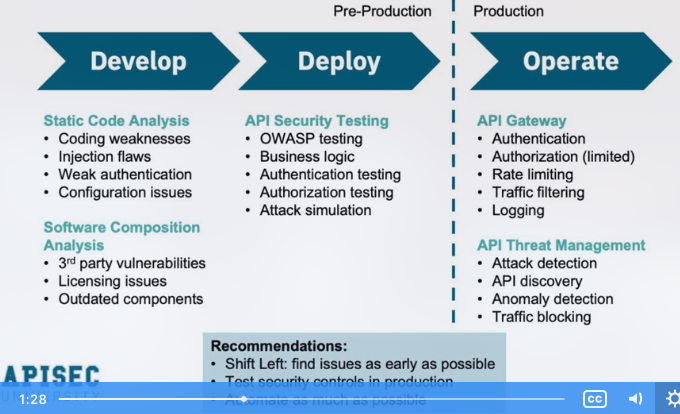 Pre-Production
Production
Develop
Deploy
Operate
Static Code Analysis
• Coding weaknesses
• Injection flaws
• Weak authentication
• Configuration issues
Software Composition
Analysis
• 3rd party vulnerabilities
• Licensing issues
• Outdated components
API Security Testing
• OWASP testing
• Business logic
• Authentication testing
• Authorization testing
• Attack simulation
API Gateway
• Authentication
• Authorization (limited)
• Rate limiting
• Traffic filtering
• Logging
API Threat Management
• Attack detection
• API discovery
• Anomaly detection
• Traffic blocking
Recommendations:
• Shift Left: find issues as early as possible
• Test security controls in production
• Automate as much as possible
APISEC
UNIVERSITY
1:28
CC